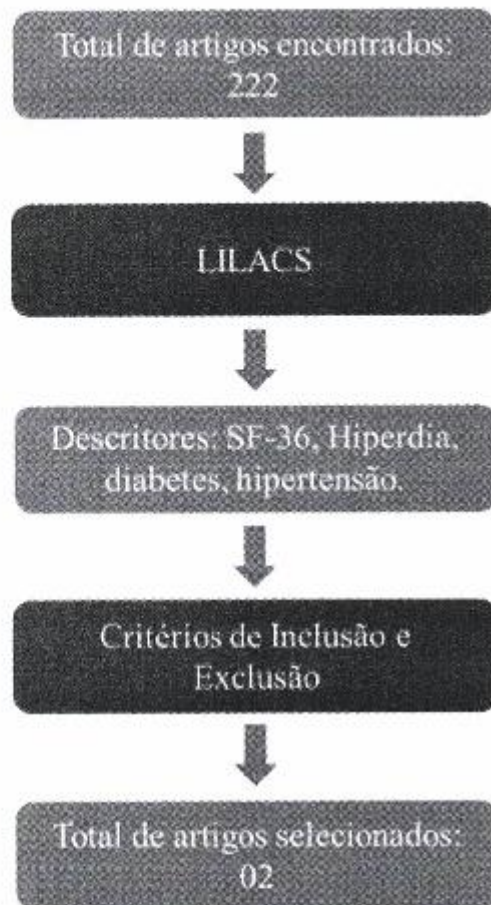 Total de artigos encontrados:
222
LILACS
Descritores: SF-36, Hiperdia,
diabetes, hipertensão.
Critérios de Inclusão e
Exclusão
Total de artigos selecionados:
02